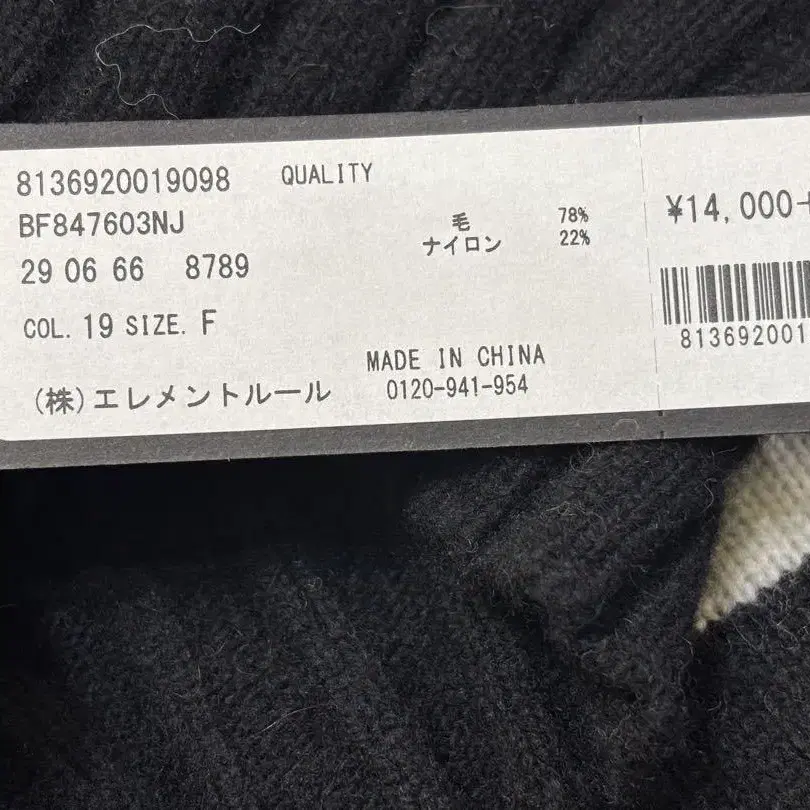 8136920019098 QUALITY
BF847603NJ
毛 78%
ナイロン 22%
29 06 66 8789
COL. 19 SIZE. F
MADE IN CHINA
(株)エレメントルール 0120-941-954
¥14,000+
813692001